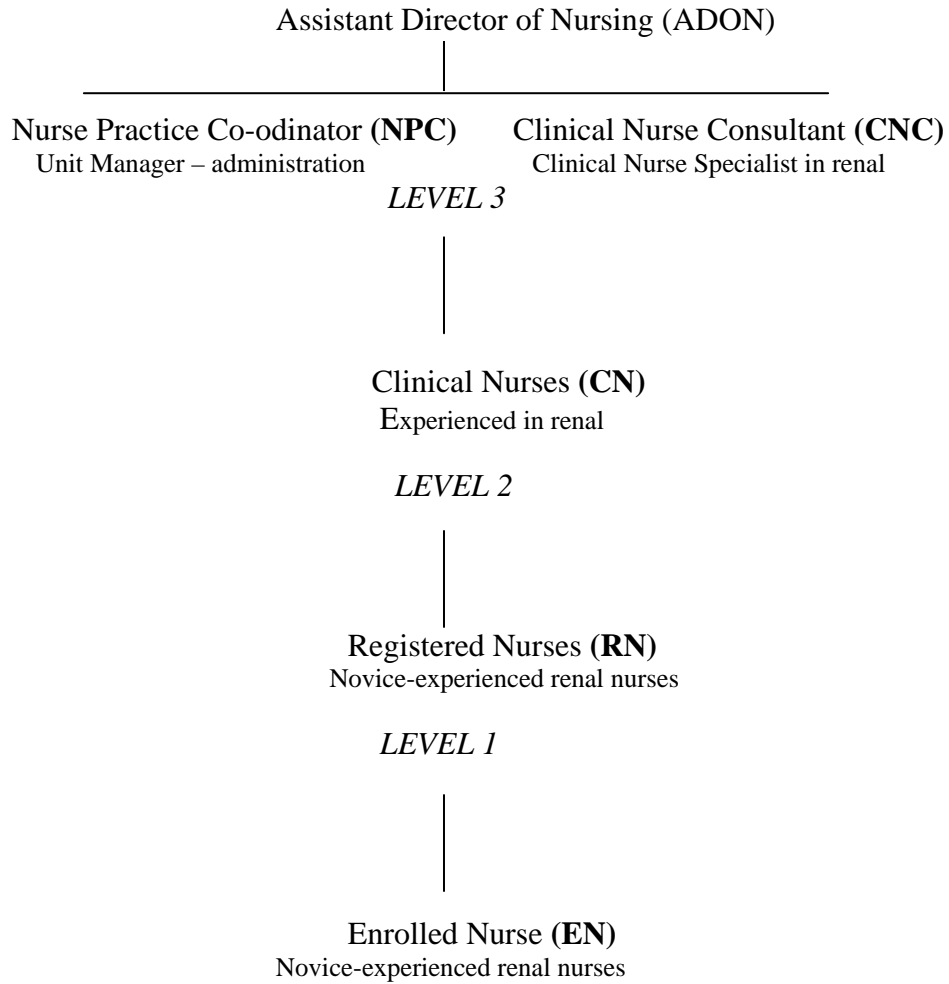 Assistant Director of Nursing (ADON)
Nurse Practice Co-odinator (NPC) Clinical Nurse Consultant (CNC)
Unit Manager – administration Clinical Nurse Specialist in renal
LEVEL 3
Clinical Nurses (CN)
Experienced in renal
LEVEL 2
Registered Nurses (RN)
Novice-experienced renal nurses
LEVEL 1
Enrolled Nurse (EN)
Novice-experienced renal nurses